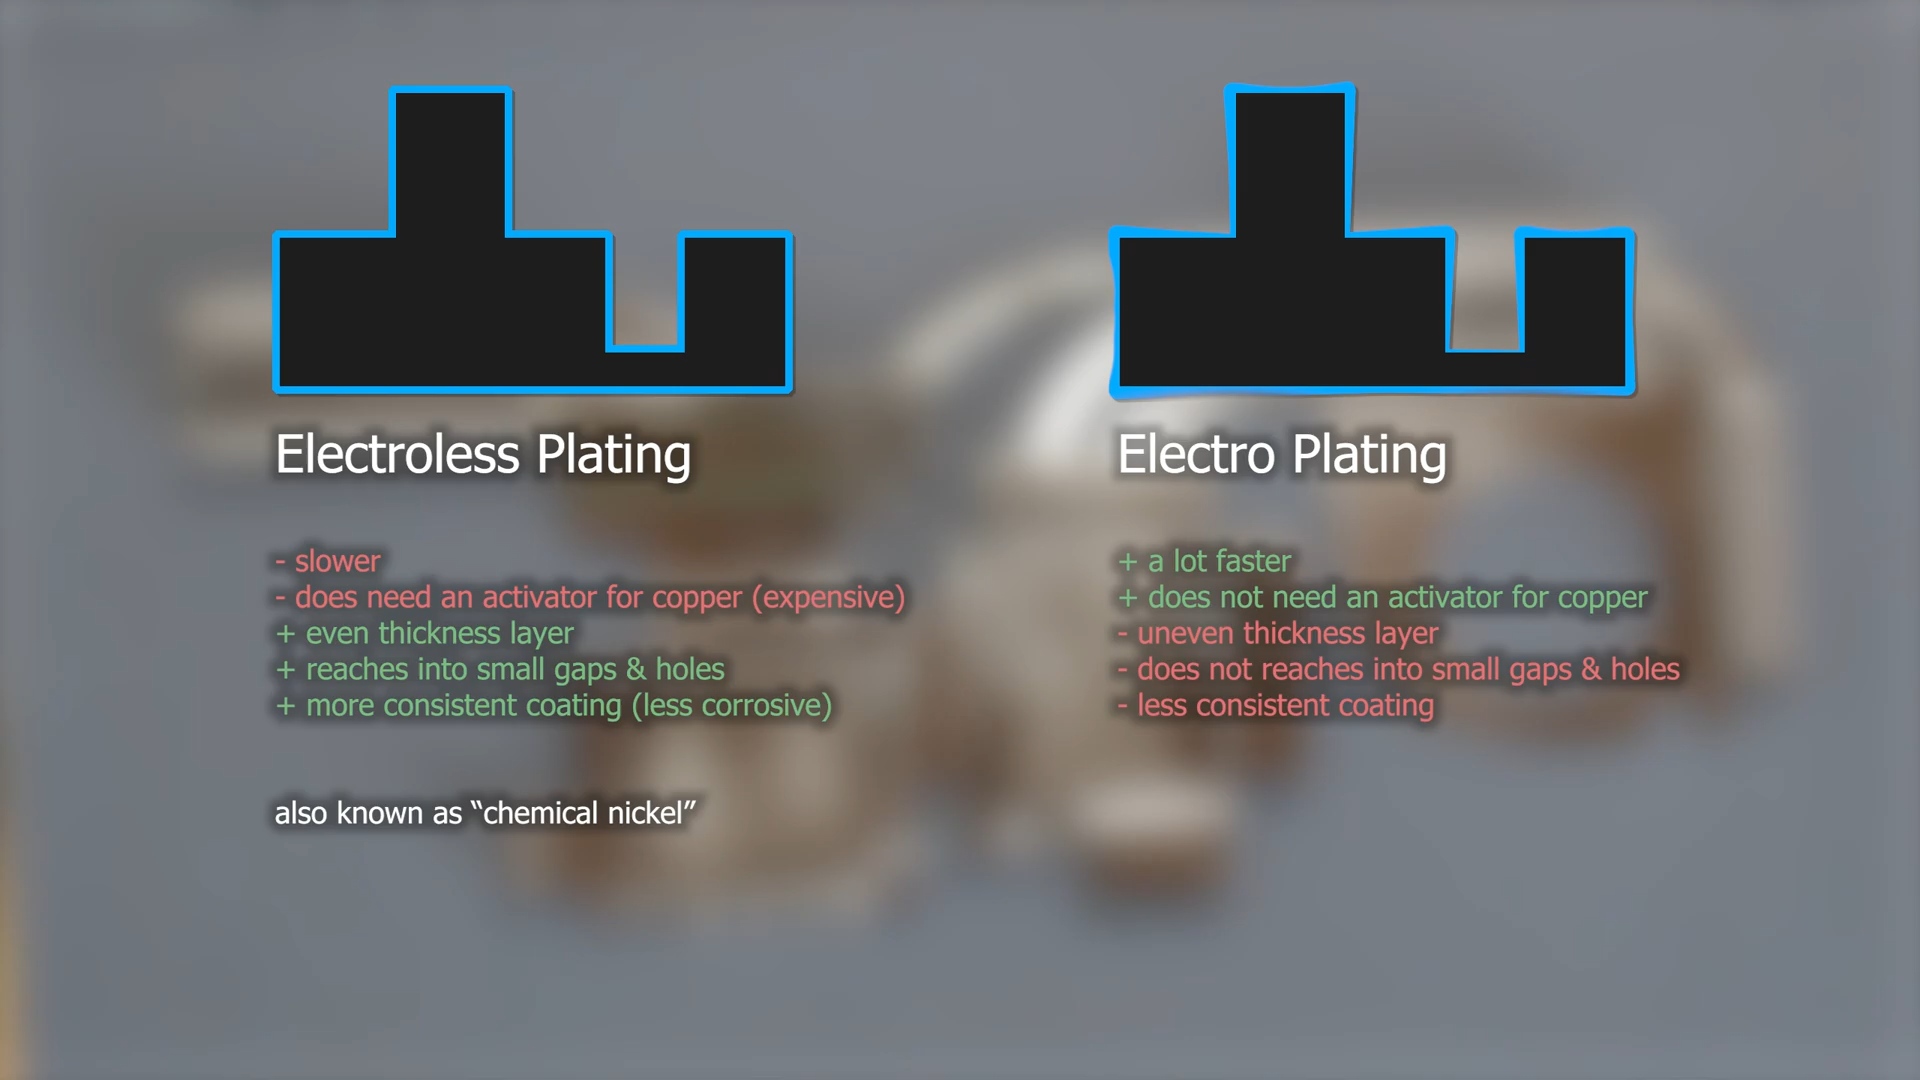 Electroless Plating
- slower
- does need an activator for copper (expensive)
+ even thickness layer
+ reaches into small gaps & holes
+ more consistent coating (less corrosive)
also known as “chemical nickel”
Electro Plating
+ a lot faster
+ does not need an activator for copper
- uneven thickness layer
- does not reaches into small gaps & holes
- less consistent coating